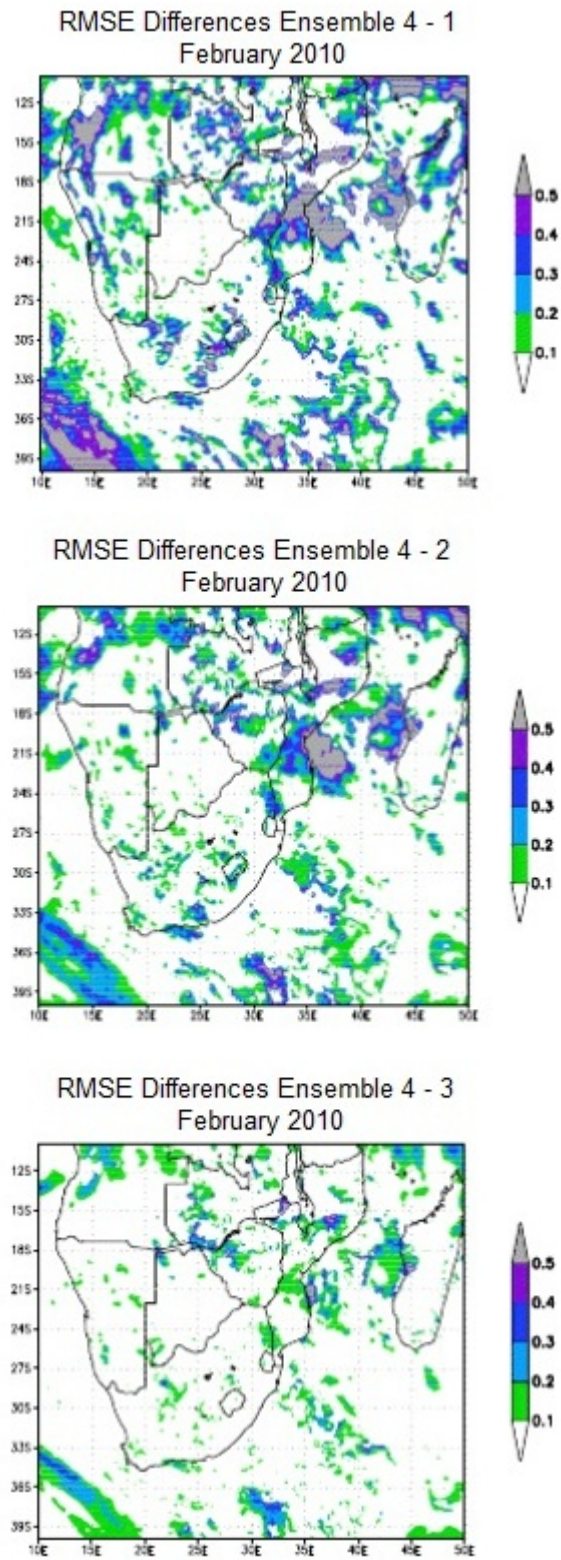 RMSE Differences Ensemble 4 - 1
February 2010
12S
15S
18S
21S
24S
27S
30S
33S
36S
39S
10E 15E 20E 25E 30E 35E 40E 45E 50E
0.5
0.4
0.3
0.2
0.1
RMSE Differences Ensemble 4 - 2
February 2010
12S
15S
18S
21S
24S
27S
30S
33S
36S
39S
10E 15E 20E 25E 30E 35E 40E 45E 50E
0.5
0.4
0.3
0.2
0.1
RMSE Differences Ensemble 4 - 3
February 2010
12S
15S
18S
21S
24S
27S
30S
33S
36S
39S
10E 15E 20E 25E 30E 35E 40E 45E 50E
0.5
0.4
0.3
0.2
0.1